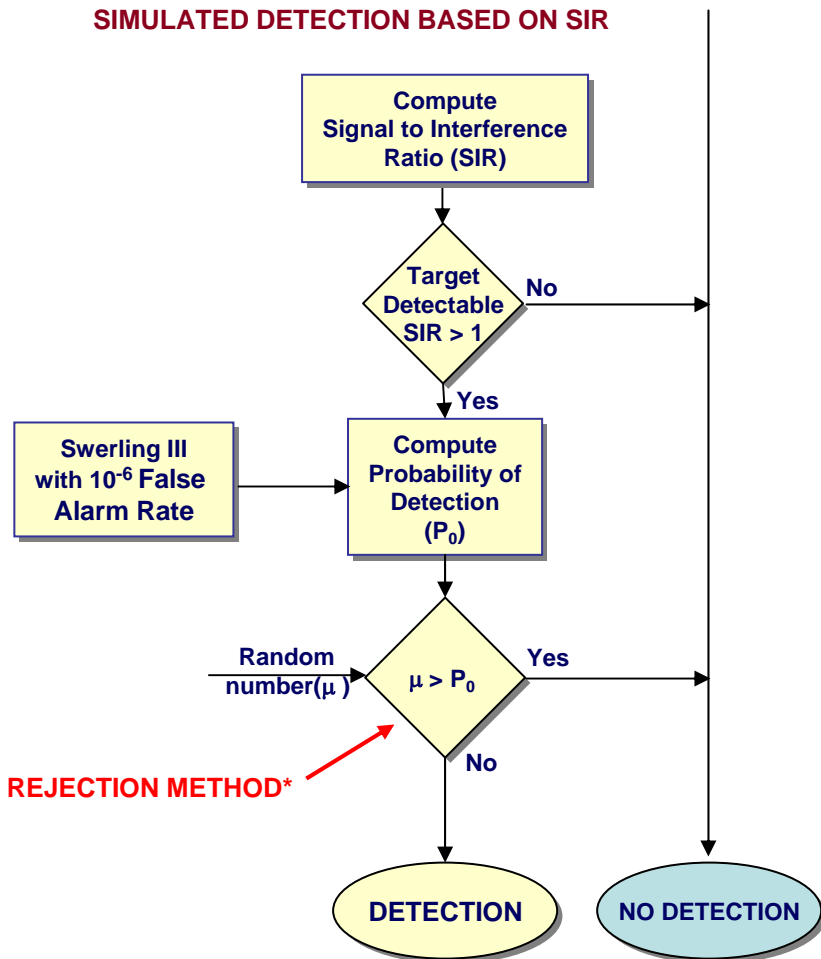 SIMULATED DETECTION BASED ON SIR
Compute
Signal to Interference
Ratio (SIR)
Target
Detectable
SIR > 1
No
Yes
Swerling III
with 10⁻⁶ False
Alarm Rate
Compute
Probability of
Detection
(P₀)
Random
number(μ )
μ > P₀
Yes
No
REJECTION METHOD*
DETECTION
NO DETECTION